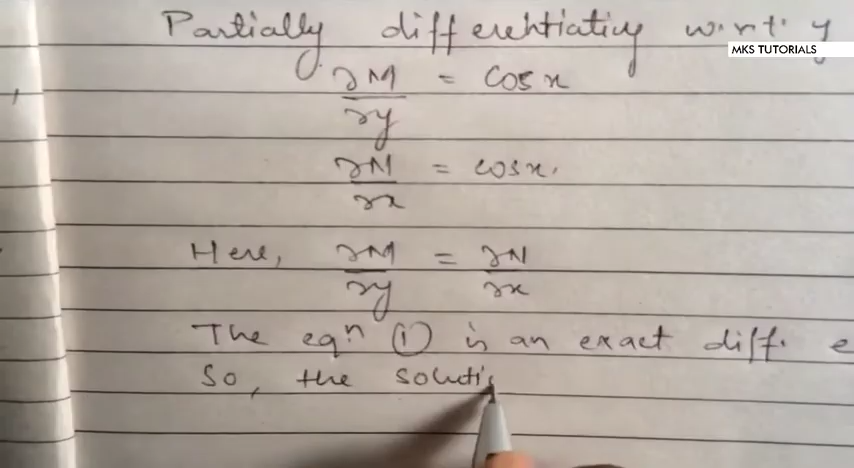 Partially differentiating w.r.t. y
MKS TUTORIALS
∂M/∂y = cos x
∂N/∂x = cos x.
Here, ∂M/∂y = ∂N/∂x
The eqⁿ ① is an exact diff. e
So, the soluti